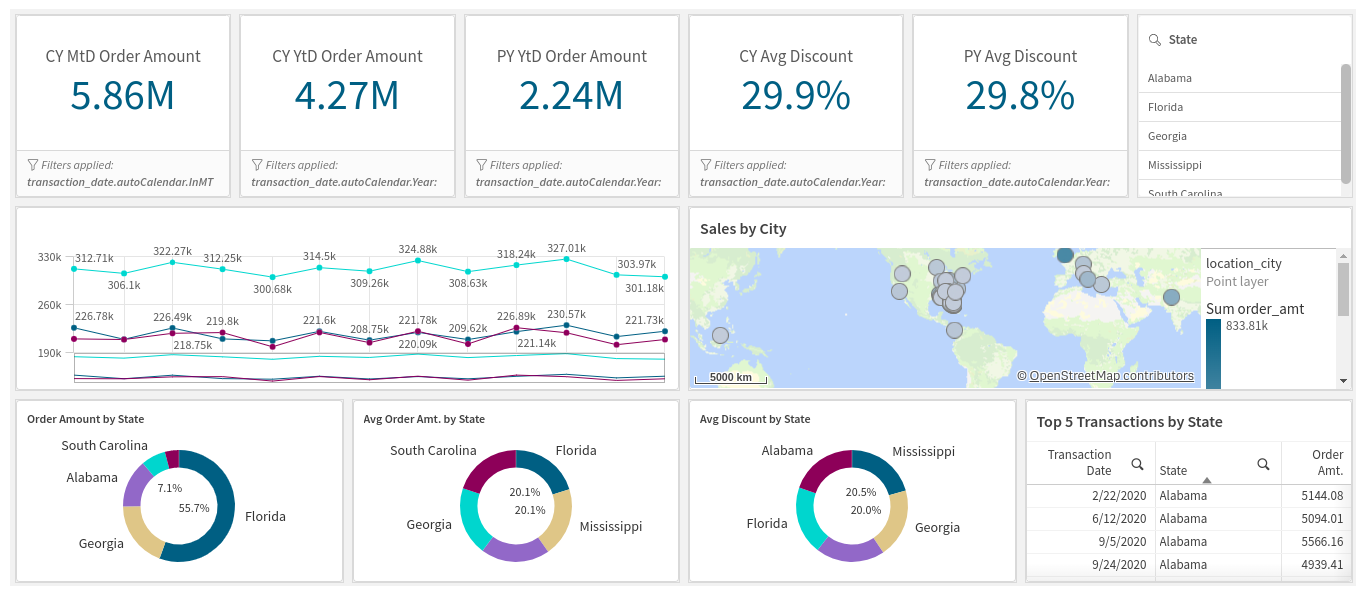 CY MtD Order Amount
5.86M
Filters applied:
transaction_date.autoCalendar.InMT
CY YtD Order Amount
4.27M
Filters applied:
transaction_date.autoCalendar.Year:
PY YtD Order Amount
2.24M
Filters applied:
transaction_date.autoCalendar.Year:
CY Avg Discount
29.9%
Filters applied:
transaction_date.autoCalendar.Year:
PY Avg Discount
29.8%
Filters applied:
transaction_date.autoCalendar.Year:
State
Alabama
Florida
Georgia
Mississippi
South Carolina
330k
260k
190k
312.71k
306.1k
322.27k
312.25k
300.68k
314.5k
309.26k
324.88k
308.63k
318.24k
327.01k
303.97k
301.18k
226.78k
226.49k
218.75k
219.8k
221.6k
208.75k
221.78k
220.09k
209.62k
226.89k
221.14k
230.57k
221.73k
Sales by City
5000 km
© OpenStreetMap contributors
location_city
Point layer
Sum order_amt
833.81k
Order Amount by State
South Carolina
Alabama
7.1%
55.7%
Florida
Georgia
Avg Order Amt. by State
South Carolina
Florida
20.1%
20.1%
Georgia
Mississippi
Avg Discount by State
Alabama
Mississippi
20.5%
20.0%
Florida
Georgia
Top 5 Transactions by State
Transaction Date State Order Amt.
2/22/2020 Alabama 5144.08
6/12/2020 Alabama 5094.01
9/5/2020 Alabama 5566.16
9/24/2020 Alabama 4939.41